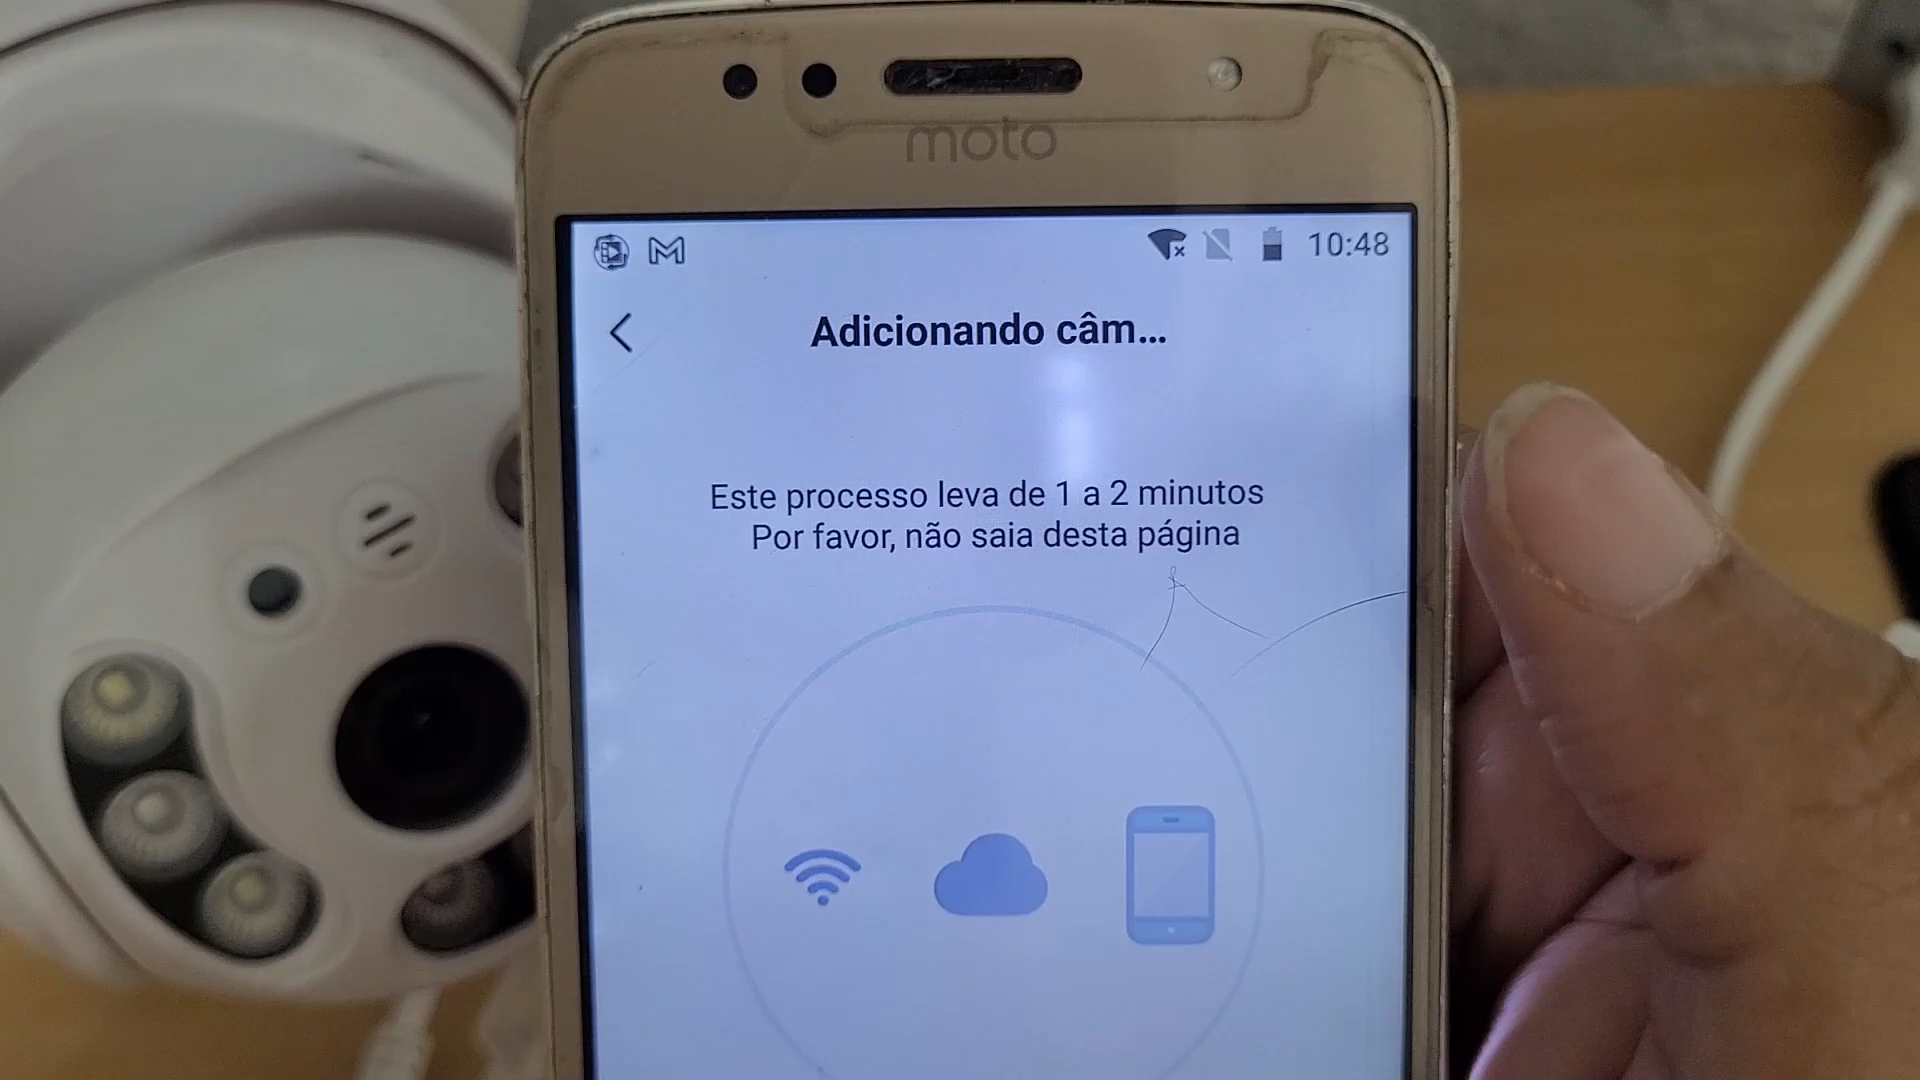 moto
10:48
Adicionando câm...
Este processo leva de 1 a 2 minutos
Por favor, não saia desta página